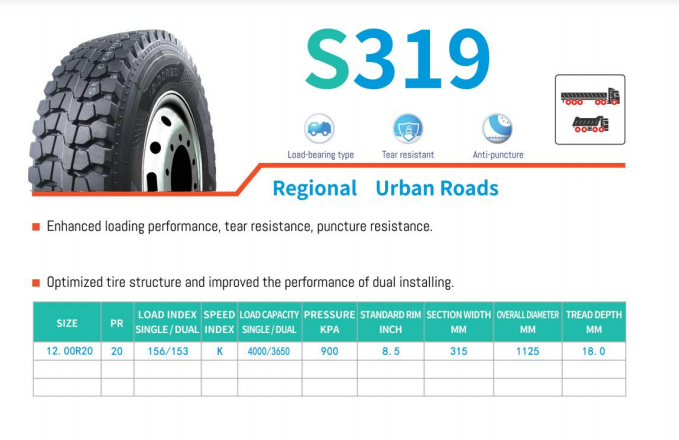 S319
Load-bearing type
Tear resistant
Anti-puncture
Regional Urban Roads
Enhanced loading performance, tear resistance, puncture resistance.
Optimized tire structure and improved the performance of dual installing.
SIZE PR LOAD INDEX SINGLE / DUAL SPEED INDEX LOAD CAPACITY SINGLE / DUAL PRESSURE KPA STANDARD RIM INCH SECTION WIDTH MM OVERALL DIAMETER MM TREAD DEPTH MM
12.00R20 20 156/153 K 4000/3650 900 8.5 315 1125 18.0